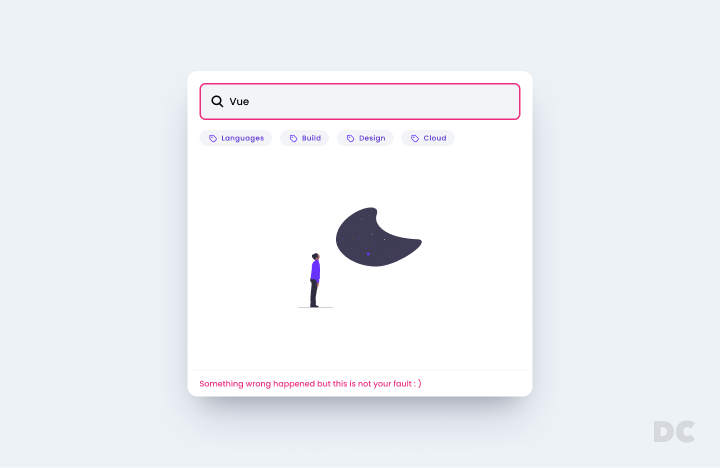 Vue
Languages Build Design Cloud
Something wrong happened but this is not your fault : )
DC